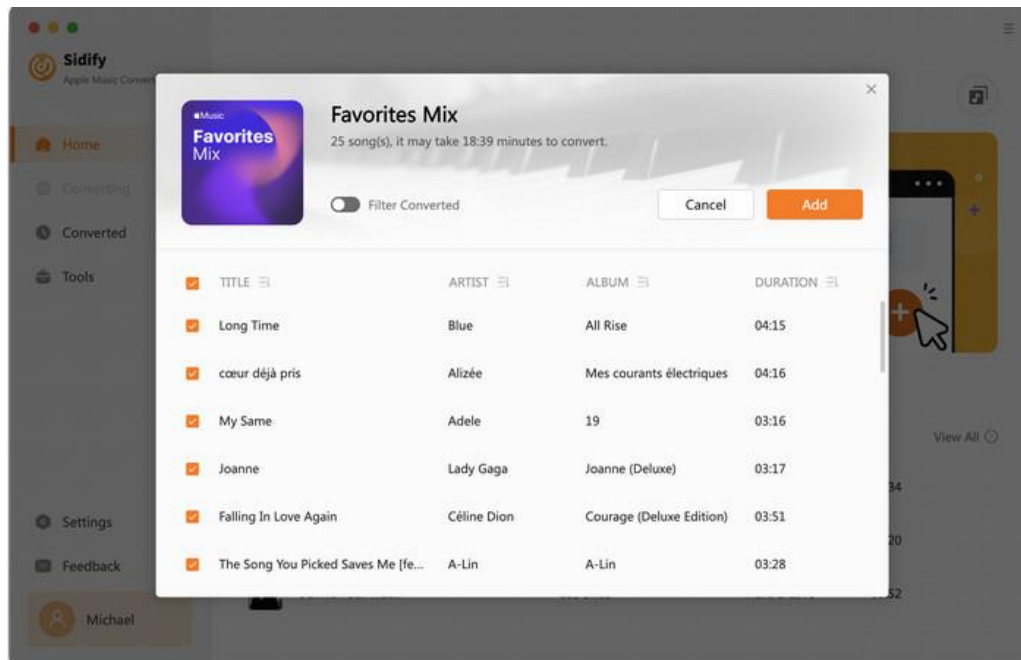 Sidify
Apple Music Convert
Home
Converting
Converted
Tools
Settings
Feedback
Michael
Music
Favorites
Mix
Favorites Mix
25 song(s), it may take 18:39 minutes to convert.
Filter Converted
Cancel
Add
TITLE ARTIST ALBUM DURATION
Long Time Blue All Rise 04:15
cœur déjà pris Alizée Mes courants électriques 04:16
My Same Adele 19 03:16
Joanne Lady Gaga Joanne (Deluxe) 03:17
Falling In Love Again Céline Dion Courage (Deluxe Edition) 03:51
The Song You Picked Saves Me [fe... A-Lin A-Lin 03:28
View All
34
20
52